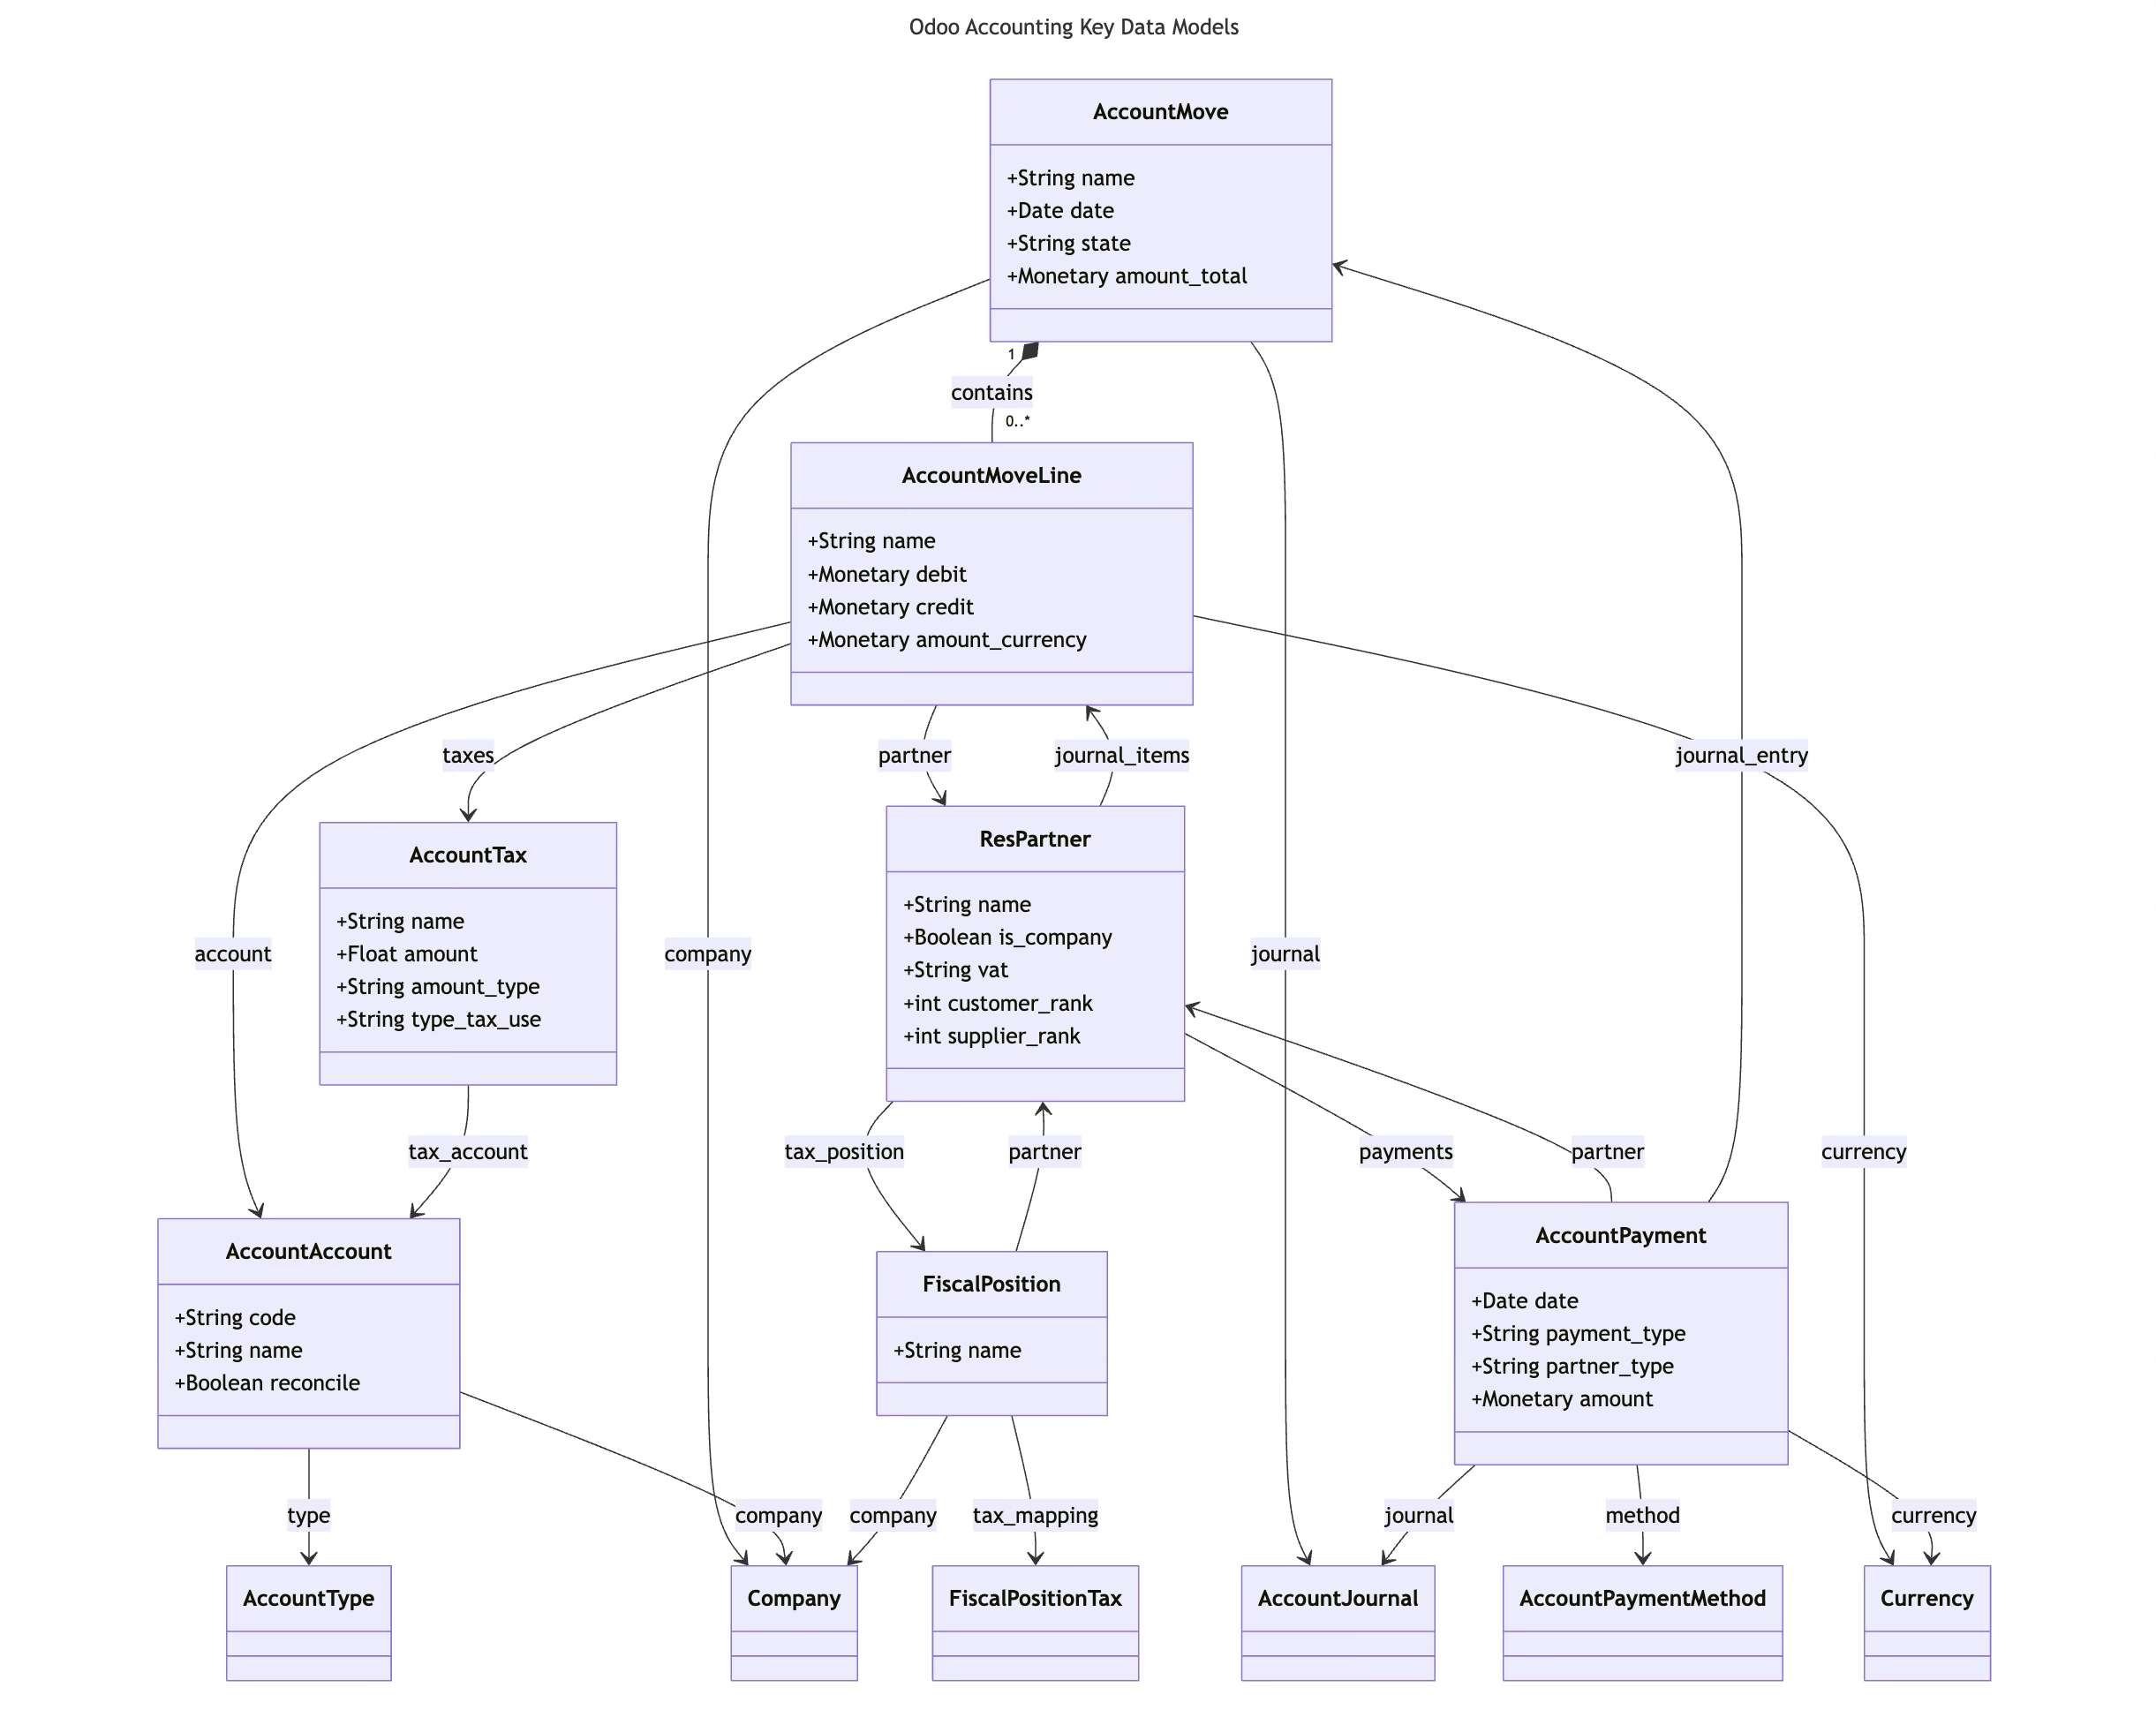 Odoo Accounting Key Data Models
AccountMove
+String name
+Date date
+String state
+Monetary amount_total
1
contains
0..*
AccountMoveLine
+String name
+Monetary debit
+Monetary credit
+Monetary amount_currency
taxes
partner
journal_items
journal_entry
AccountTax
+String name
+Float amount
+String amount_type
+String type_tax_use
ResPartner
+String name
+Boolean is_company
+String vat
+int customer_rank
+int supplier_rank
account
company
journal
tax_account
tax_position
partner
payments
partner
currency
AccountAccount
+String code
+String name
+Boolean reconcile
FiscalPosition
+String name
AccountPayment
+Date date
+String payment_type
+String partner_type
+Monetary amount
type
company
company
tax_mapping
journal
method
currency
AccountType
Company
FiscalPositionTax
AccountJournal
AccountPaymentMethod
Currency